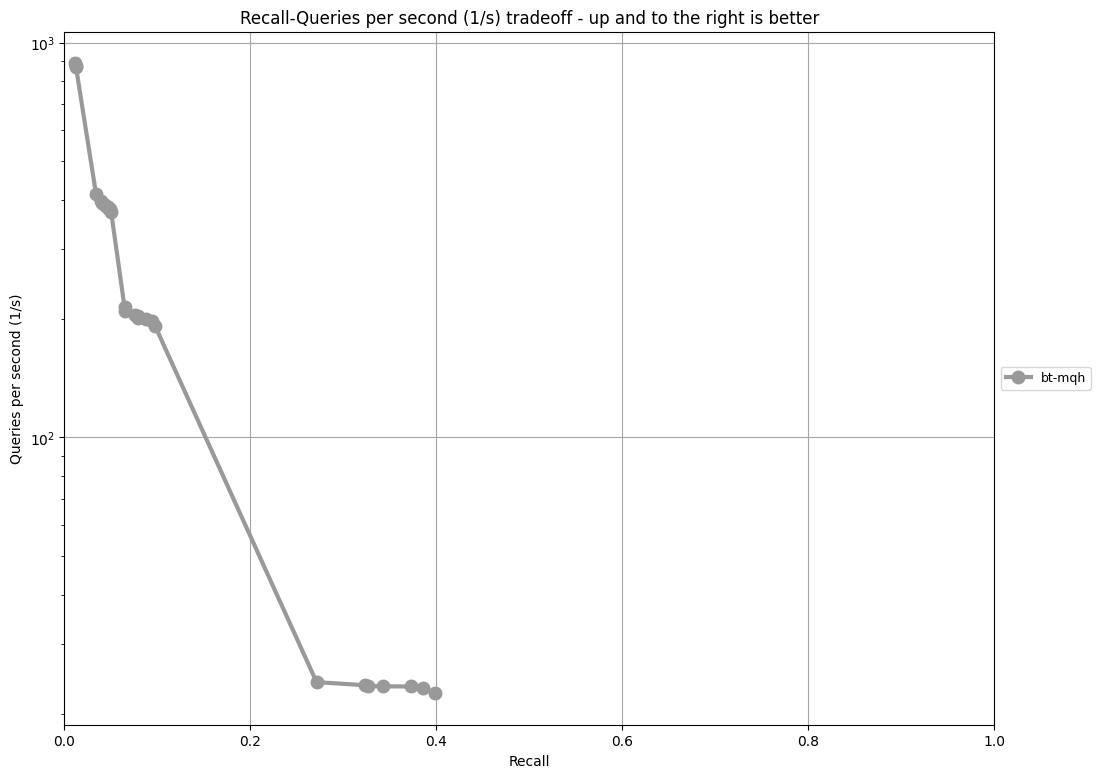 Recall-Queries per second (1/s) tradeoff - up and to the right is better
Queries per second (1/s)
10³
10²
bt-mqh
0.0 0.2 0.4 0.6 0.8 1.0
Recall